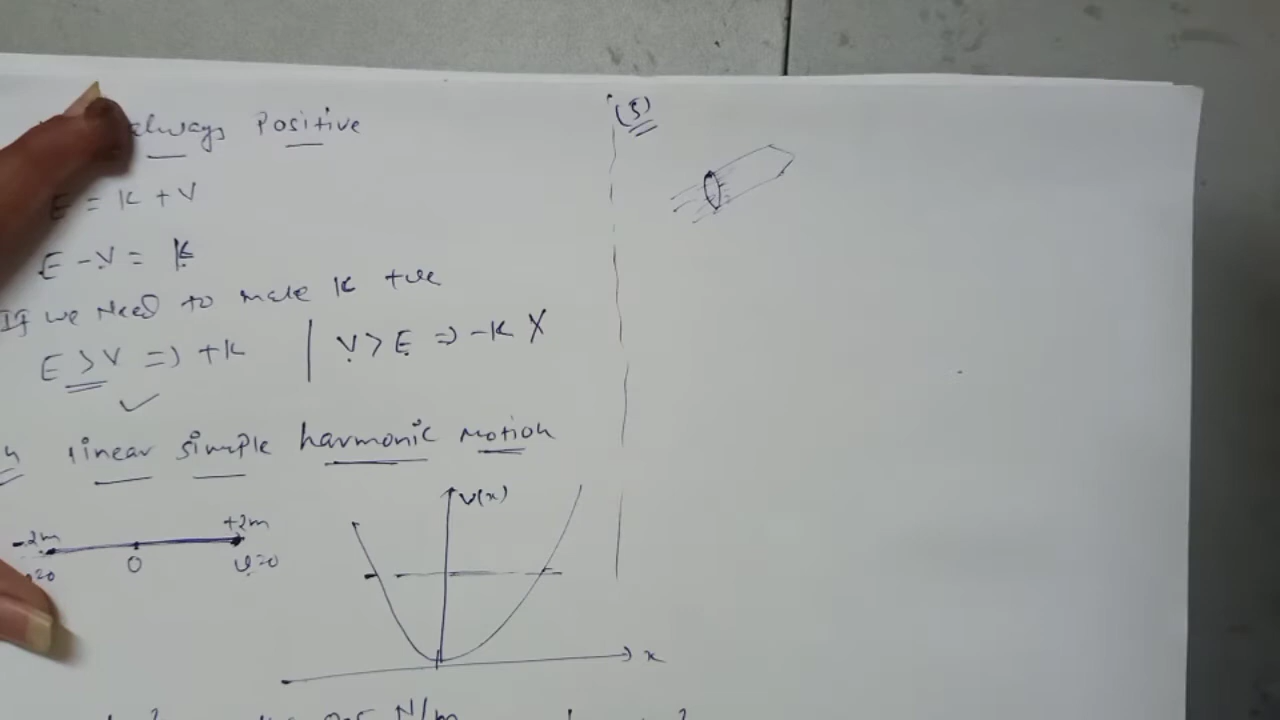 always Positive
E = K + V
E - V = K
If we Need to make K +ve
E > V => +K | V > E => -K X
linear simple harmonic motion
-2m +2m
=0 O v=0
V(x)
x
N/m
(5)